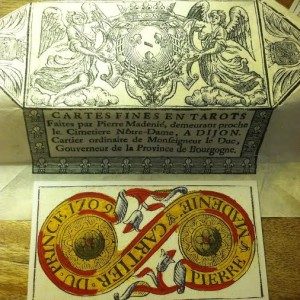 CARTES FINES EN TAROTS
Faites par Pierre Madenié, demeurant proche
le Cimetiere Nôtre-Dame, A DIJON.
Cartier ordinaire de Monseigneur le Duc,
Gouverneur de la Province de Bourgogne.
PIERRE MADENIE CARTIER
DU PRINCE 1709